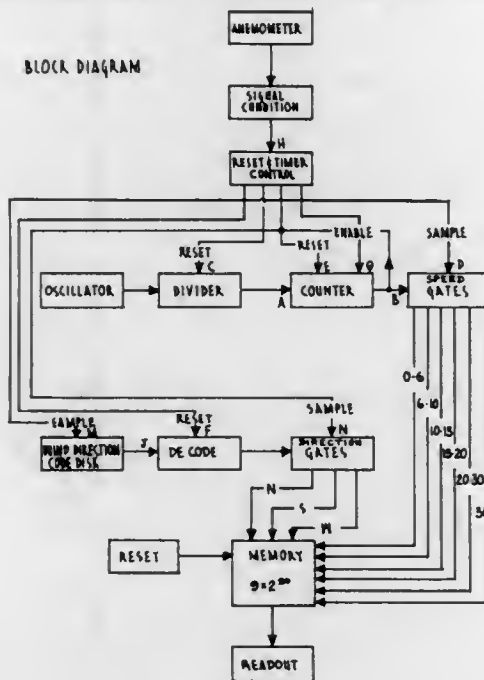 ANEMOMETER
BLOCK DIAGRAM
SIGNAL
CONDITION
H
RESET & TIMER
CONTROL
RESET
C
RESET
E
ENABLE
SAMPLE
D
OSCILLATOR
DIVIDER
A
COUNTER
B
SPEED
GATES
0-6
6-10
10-15
15-20
20-30
SAMPLE
M
RESET
F
SAMPLE
N
WIND DIRECTION
CODE DISK
J
DE CODE
DIRECTION
GATES
N
S
W
RESET
MEMORY
READOUT